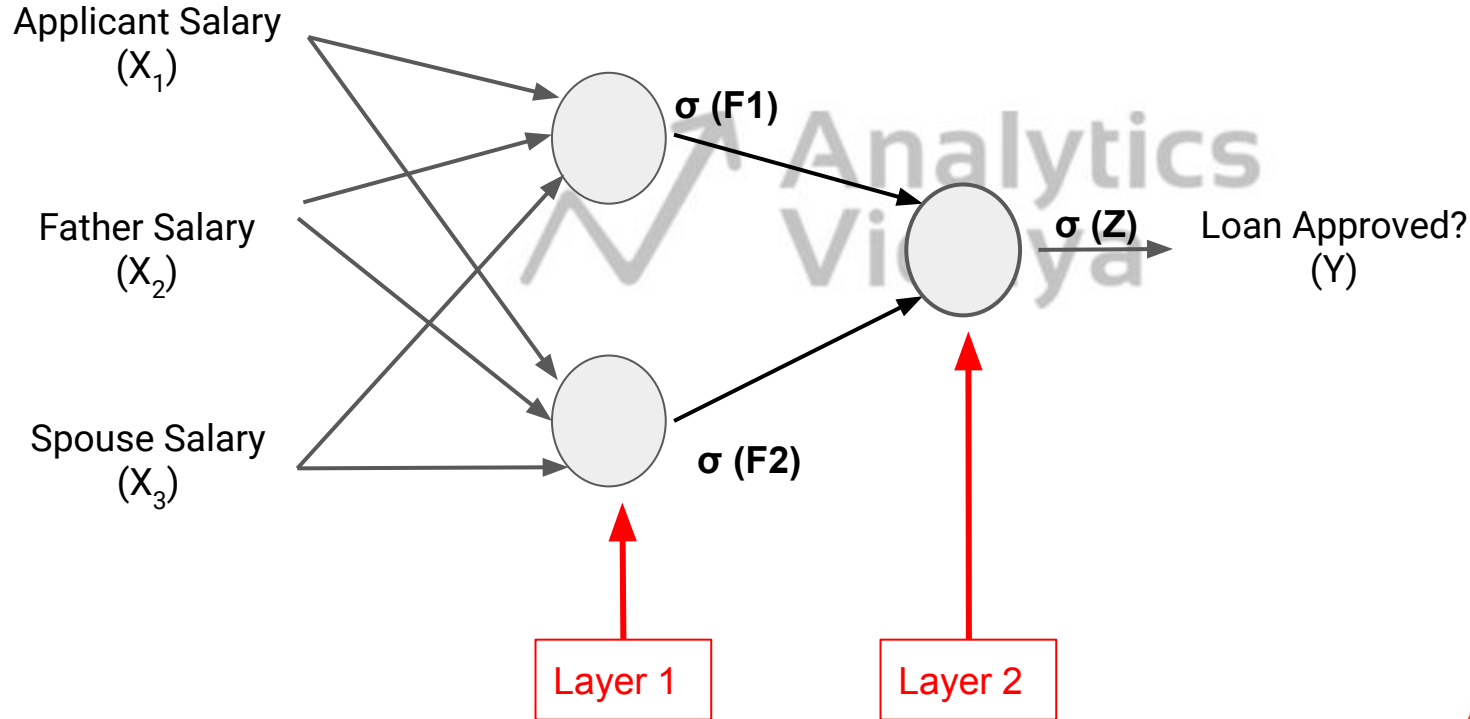 Applicant Salary
(X₁)
σ (F1)
Analytics
Vidhya
Father Salary
(X₂)
σ (Z)
Loan Approved?
(Y)
Spouse Salary
(X₃)
σ (F2)
Layer 1
Layer 2